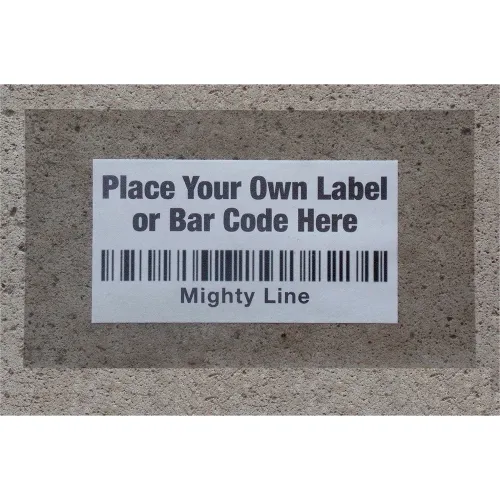 Place Your Own Label
or Bar Code Here
Mighty Line